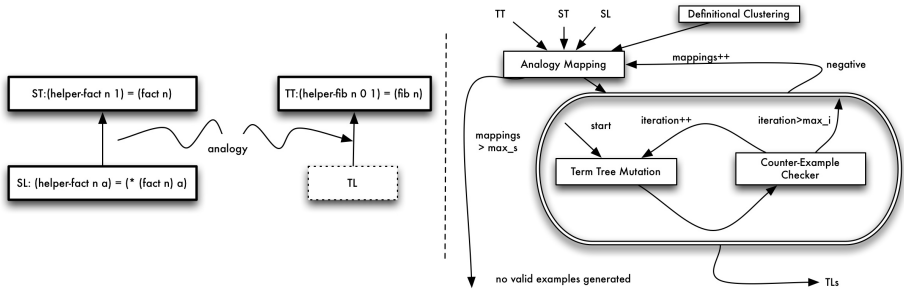 ST:(helper-fact n 1) = (fact n)
TT:(helper-fib n 0 1) = (fib n)
analogy
SL: (helper-fact n a) = (* (fact n) a)
TL
TT
ST
SL
Definitional Clustering
Analogy Mapping
mappings++
negative
mappings
> max_s
start
iteration++
iteration>max_i
Term Tree Mutation
Counter-Example
Checker
no valid examples generated
TLs